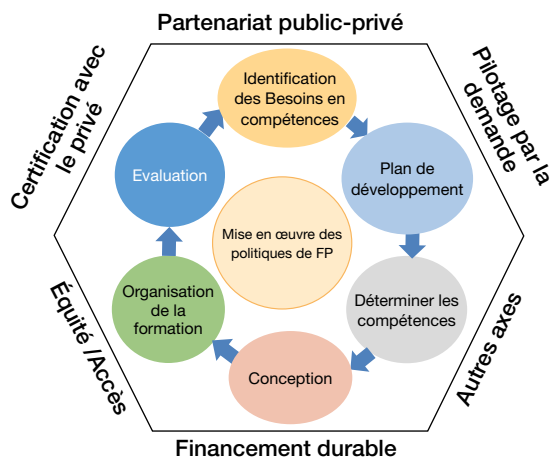 Partenariat public-privé
Certification avec
le privé
Pilotage par la
demande
Identification
des Besoins en
compétences
Evaluation
Plan de
développement
Mise en œuvre des
politiques de FP
Organisation
de la
formation
Déterminer les
compétences
Conception
Équité /Accès
Autres axes
Financement durable